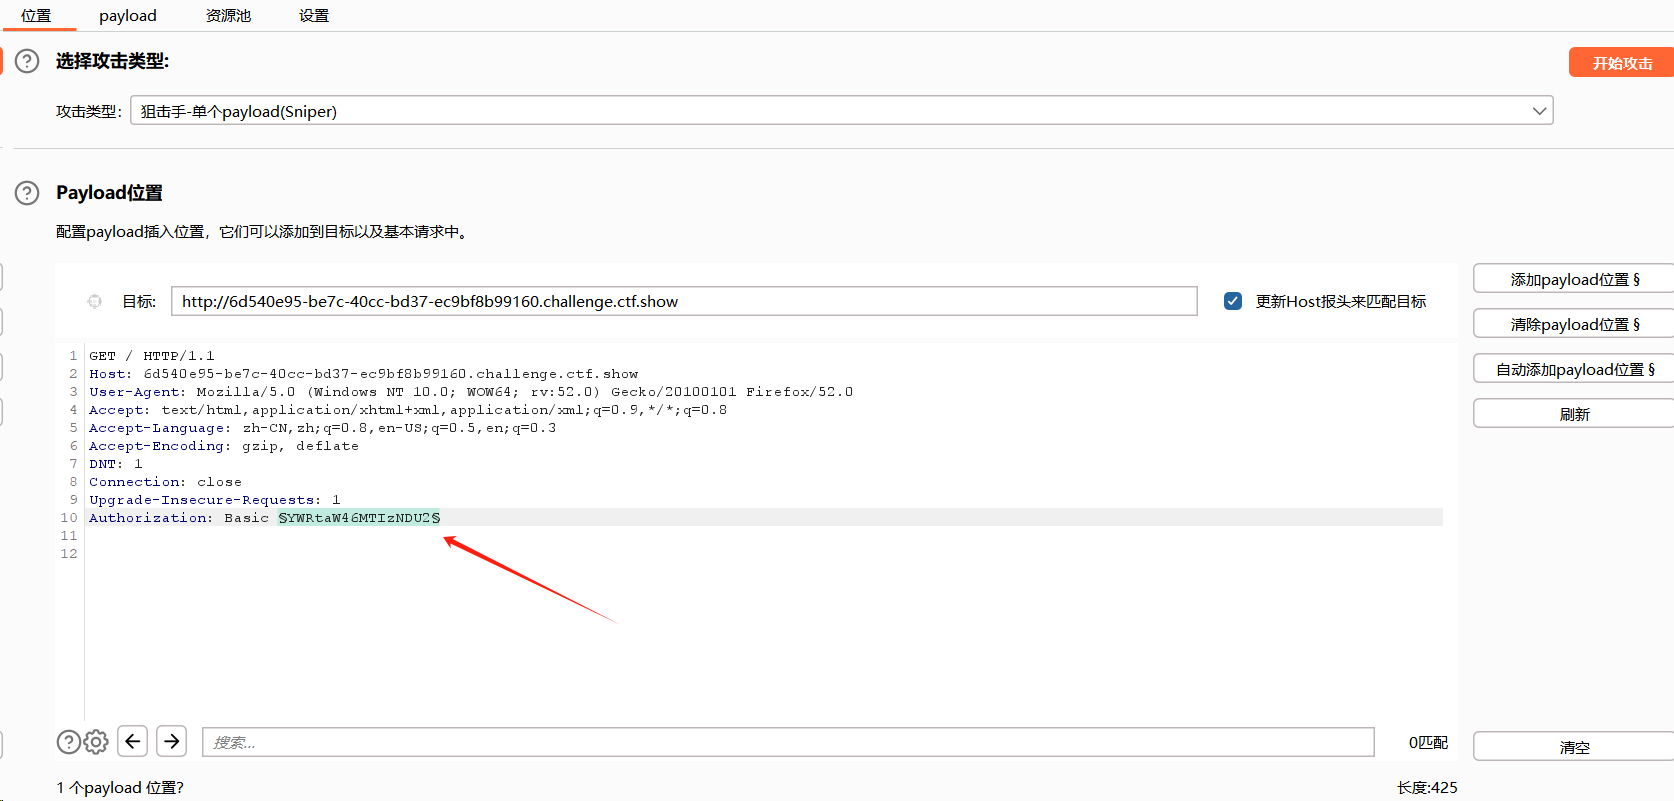 位置 payload 资源池 设置
选择攻击类型:
开始攻击
攻击类型: 狙击手-单个payload(Sniper)
Payload位置
配置payload插入位置，它们可以添加到目标以及基本请求中。
添加payload位置 §
目标: http://6d540e95-be7c-40cc-bd37-ec9bf8b99160.challenge.ctf.show 更新Host报头来匹配目标
清除payload位置 §
自动添加payload位置 §
刷新
1 GET / HTTP/1.1
2 Host: 6d540e95-be7c-40cc-bd37-ec9bf8b99160.challenge.ctf.show
3 User-Agent: Mozilla/5.0 (Windows NT 10.0; WOW64; rv:52.0) Gecko/20100101 Firefox/52.0
4 Accept: text/html,application/xhtml+xml,application/xml;q=0.9,*/*;q=0.8
5 Accept-Language: zh-CN,zh;q=0.8,en-US;q=0.5,en;q=0.3
6 Accept-Encoding: gzip, deflate
7 DNT: 1
8 Connection: close
9 Upgrade-Insecure-Requests: 1
10 Authorization: Basic §YWRtaW46MTIzNDU2§
11
12
搜索... 0匹配
清空
1 个payload 位置? 长度:425